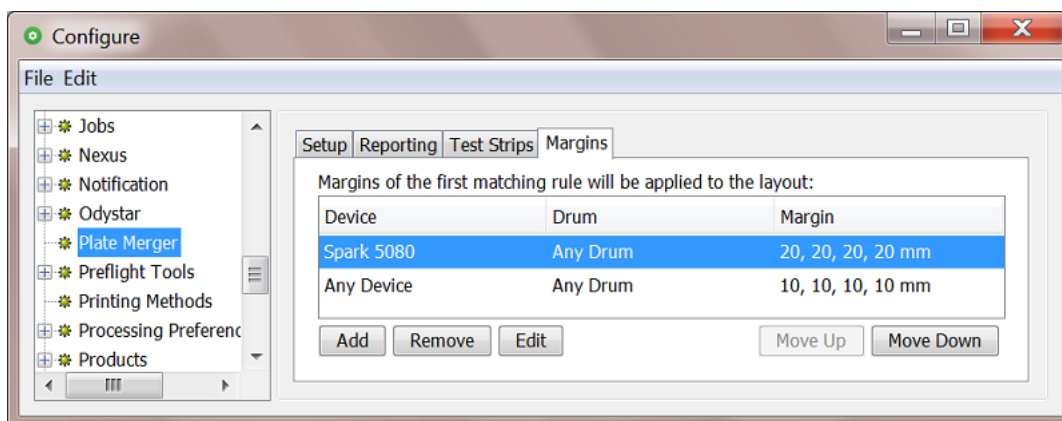 Configure
File Edit
Jobs
Nexus
Notification
Odystar
Plate Merger
Preflight Tools
Printing Methods
Processing Preferenc
Products
Setup Reporting Test Strips Margins
Margins of the first matching rule will be applied to the layout:
Device Drum Margin
Spark 5080 Any Drum 20, 20, 20, 20 mm
Any Device Any Drum 10, 10, 10, 10 mm
Add Remove Edit Move Up Move Down